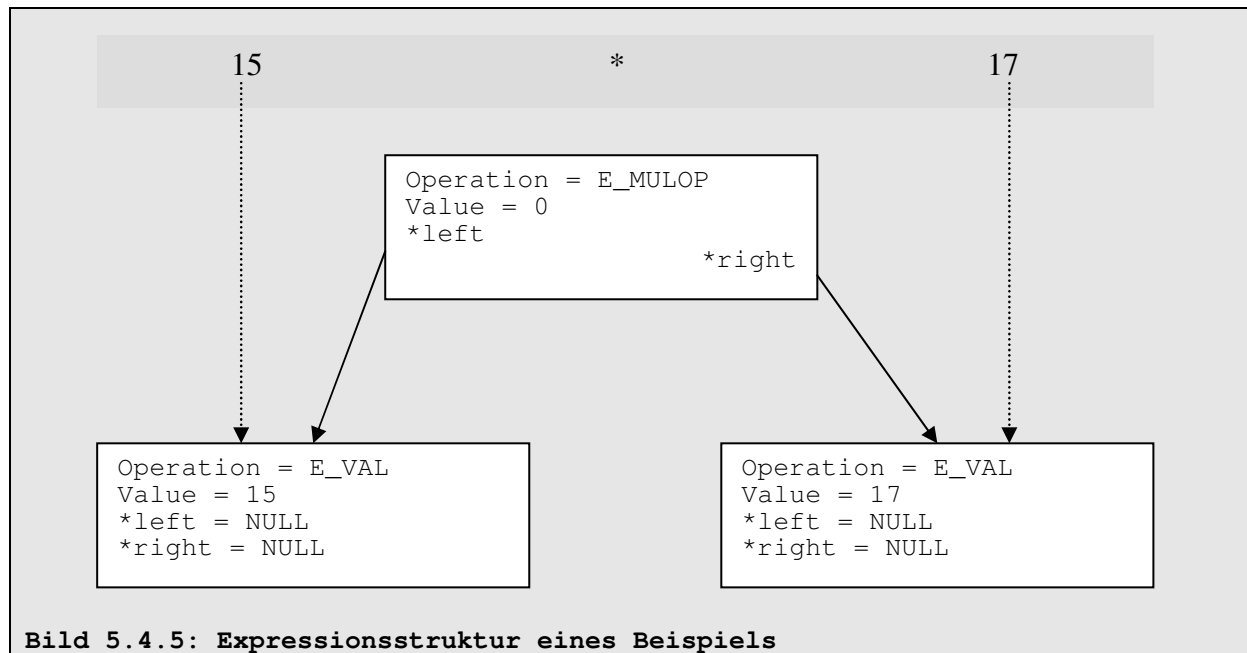 15 * 17
Operation = E_MULOP
Value = 0
*left
*right
Operation = E_VAL
Value = 15
*left = NULL
*right = NULL
Operation = E_VAL
Value = 17
*left = NULL
*right = NULL
Bild 5.4.5: Expressionsstruktur eines Beispiels